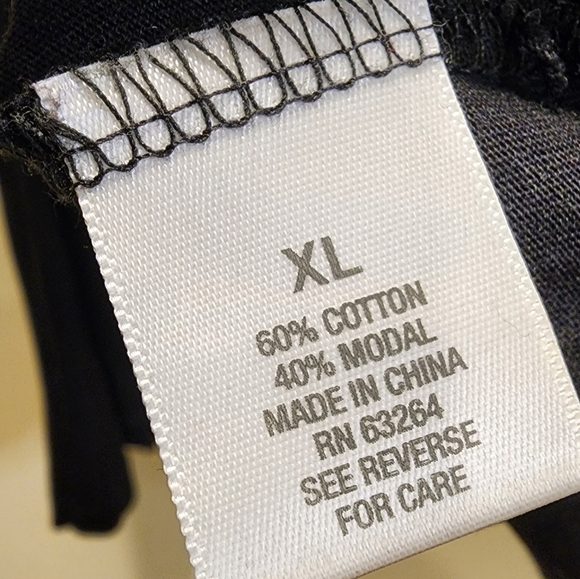 XL
60% COTTON
40% MODAL
MADE IN CHINA
RN 63264
SEE REVERSE
FOR CARE